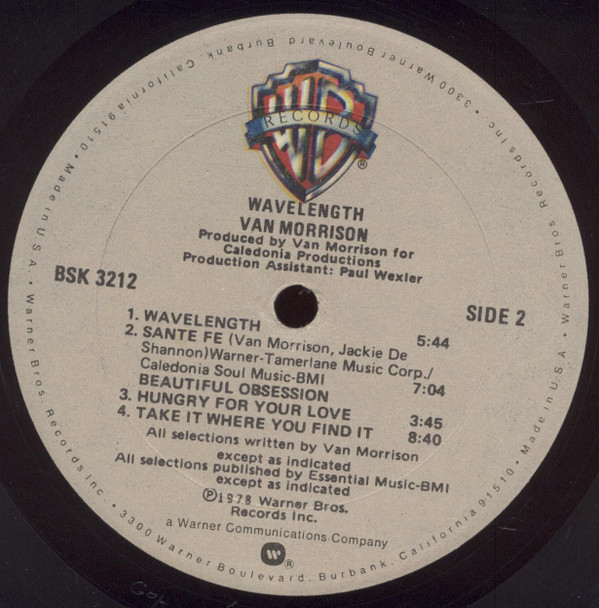 WB
RECORDS
®
WAVELENGTH
VAN MORRISON
Produced by Van Morrison for
Caledonia Productions
Production Assistant: Paul Wexler
BSK 3212
SIDE 2
1. WAVELENGTH 5:44
2. SANTE FE (Van Morrison, Jackie De
Shannon)Warner-Tamerlane Music Corp./
Caledonia Soul Music-BMI 7:04
BEAUTIFUL OBSESSION
3. HUNGRY FOR YOUR LOVE 3:45
4. TAKE IT WHERE YOU FIND IT 8:40
All selections written by Van Morrison
except as indicated
All selections published by Essential Music-BMI
except as indicated
Ⓟ1978 Warner Bros.
Records Inc.
a Warner Communications Company
W®
Warner Bros. Records Inc. • 3300 Warner Boulevard, Burbank, California 91510 • Made in U.S.A. • Warner Bros. Records Inc. • 3300 Warner Boulevard, Burbank, California 91510 • Made in U.S.A. •